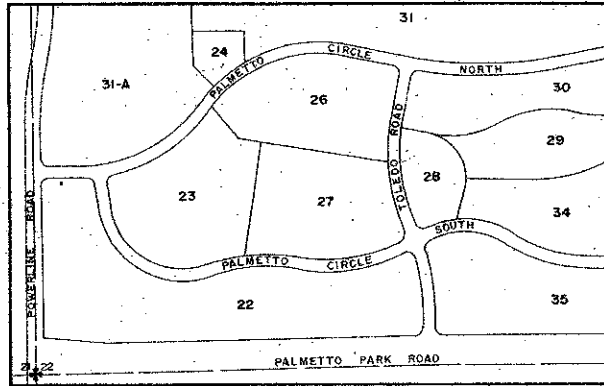 31
24
PALMETTO CIRCLE NORTH
31-A
26
30
TOLEDO ROAD
29
28
23
27
34
POWERLINE ROAD
SOUTH
PALMETTO CIRCLE
22
35
PALMETTO PARK ROAD
21 22